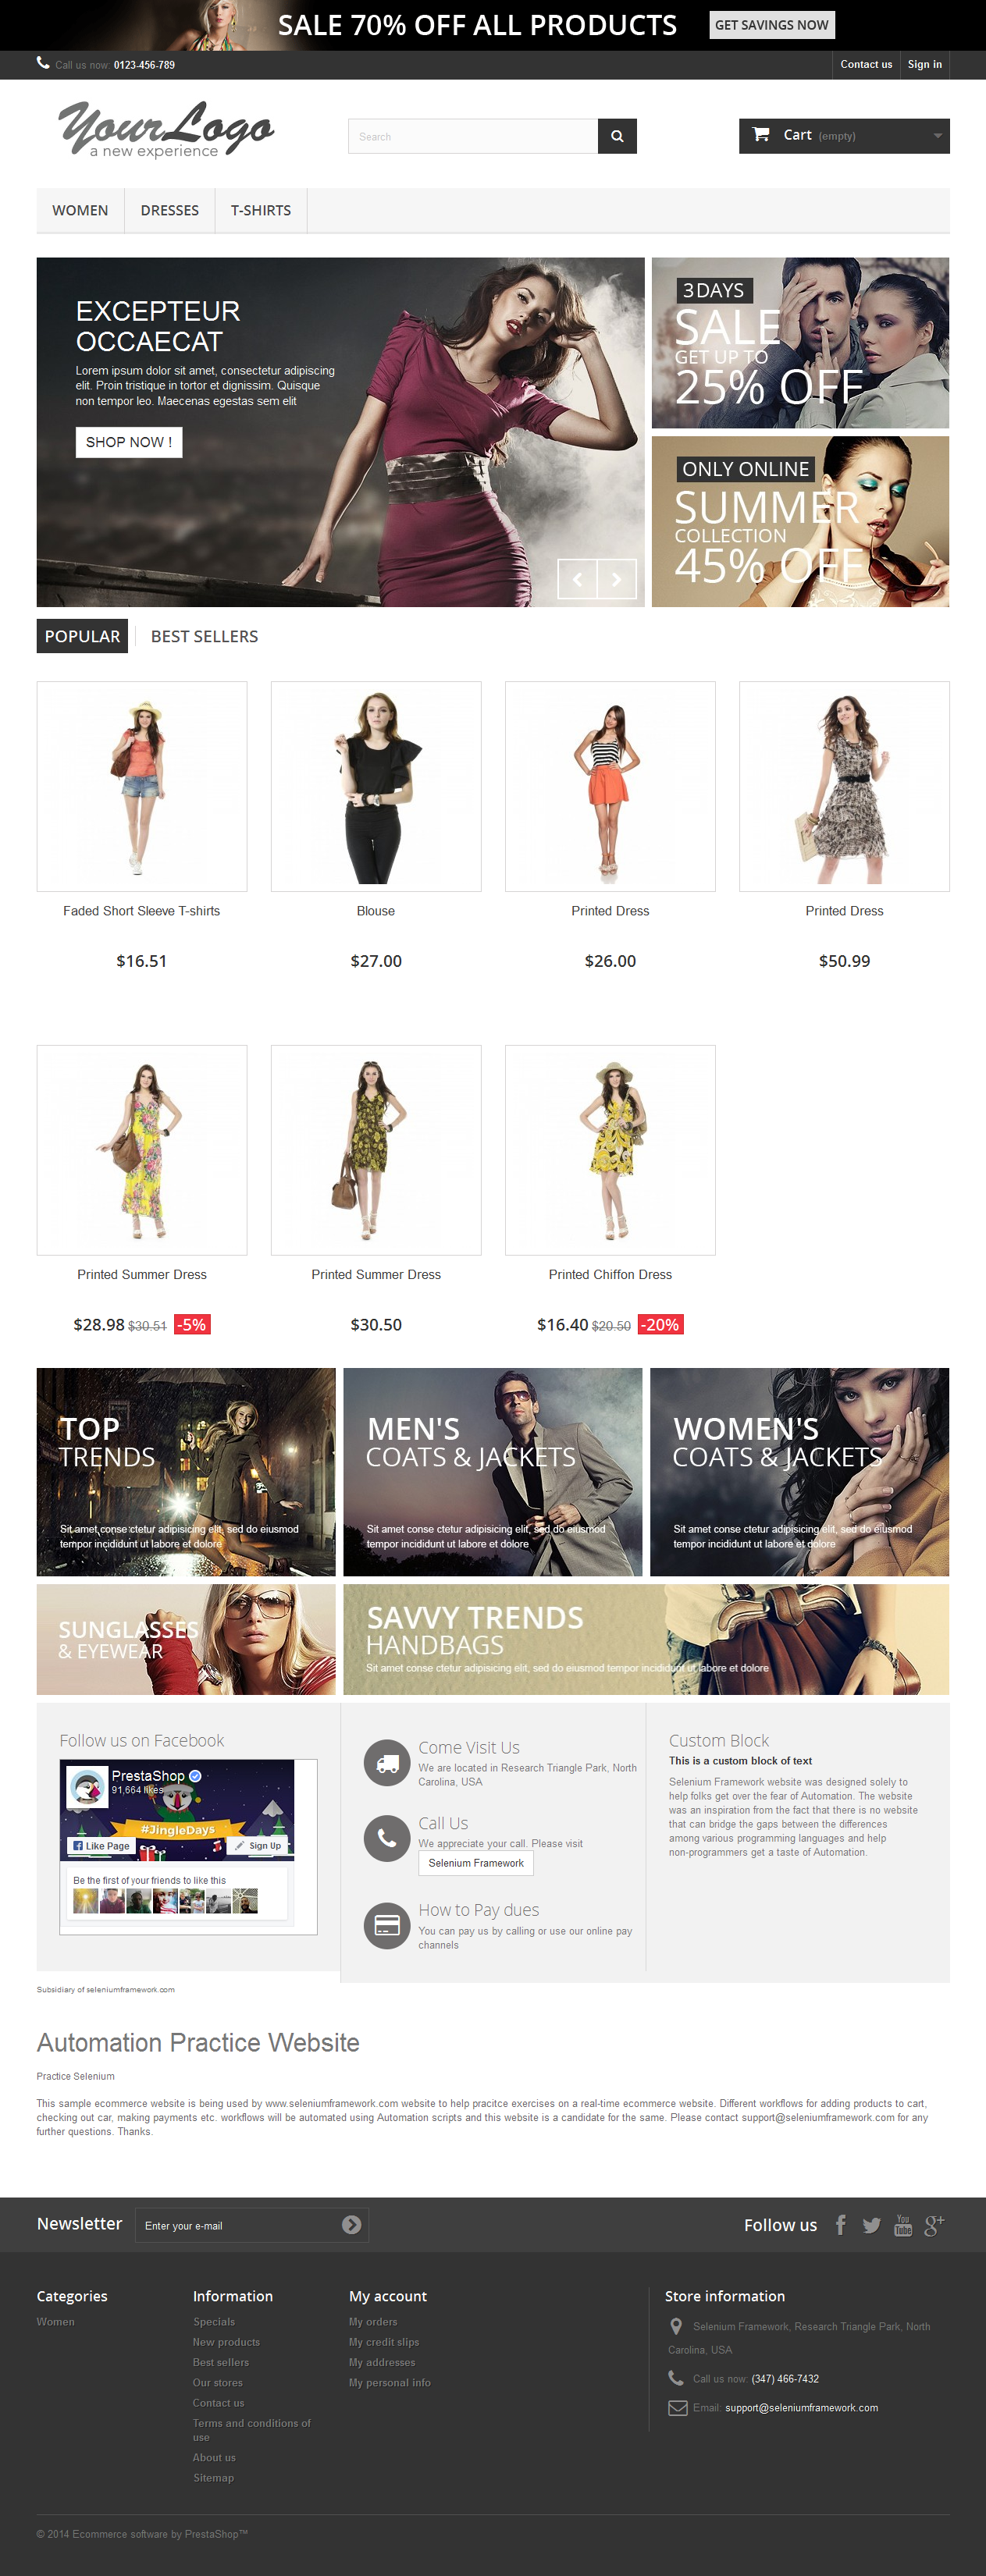 SALE 70% OFF ALL PRODUCTS
GET SAVINGS NOW
Call us now: 0123-456-789
Contact us
Sign in
YourLogo
a new experience
Search
Cart (empty)
WOMEN
DRESSES
T-SHIRTS
EXCEPTEUR
OCCAECAT
Lorem ipsum dolor sit amet, consectetur adipiscing
elit. Proin tristique in tortor et dignissim. Quisque
non tempor leo. Maecenas egestas sem elit
SHOP NOW !
3 DAYS
SALE
GET UP TO
25% OFF
ONLY ONLINE
SUMMER
COLLECTION
45% OFF
POPULAR
BEST SELLERS
Faded Short Sleeve T-shirts
$16.51
Blouse
$27.00
Printed Dress
$26.00
Printed Dress
$50.99
Printed Summer Dress
$28.98 $30.51 -5%
Printed Summer Dress
$30.50
Printed Chiffon Dress
$16.40 $20.50 -20%
TOP
TRENDS
Sit amet conse ctetur adipisicing elit, sed do eiusmod
tempor incididunt ut labore et dolore
MEN'S
COATS & JACKETS
Sit amet conse ctetur adipisicing elit, sed do eiusmod
tempor incididunt ut labore et dolore
WOMEN'S
COATS & JACKETS
Sit amet conse ctetur adipisicing elit, sed do eiusmod
tempor incididunt ut labore et dolore
SUNGLASSES
& EYEWEAR
SAVVY TRENDS
HANDBAGS
Sit amet conse ctetur adipisicing elit, sed do eiusmod tempor incididunt ut labore et dolore
Follow us on Facebook
PrestaShop
91,664 likes
#JingleDays
Like Page
Sign Up
Be the first of your friends to like this
Come Visit Us
We are located in Research Triangle Park, North
Carolina, USA
Call Us
We appreciate your call. Please visit
Selenium Framework
How to Pay dues
You can pay us by calling or use our online pay
channels
Custom Block
This is a custom block of text
Selenium Framework website was designed solely to
help folks get over the fear of Automation. The website
was an inspiration from the fact that there is no website
that can bridge the gaps between the differences
among various programming languages and help
non-programmers get a taste of Automation.
Subsidiary of seleniumframework.com
Automation Practice Website
Practice Selenium
This sample ecommerce website is being used by www.seleniumframework.com website to help pracitce exercises on a real-time ecommerce website. Different workflows for adding products to cart,
checking out car, making payments etc. workflows will be automated using Automation scripts and this website is a candidate for the same. Please contact support@seleniumframework.com for any
further questions. Thanks.
Newsletter
Enter your e-mail
Follow us
You
Tube
Categories
Women
Information
Specials
New products
Best sellers
Our stores
Contact us
Terms and conditions of
use
About us
Sitemap
My account
My orders
My credit slips
My addresses
My personal info
Store information
Selenium Framework, Research Triangle Park, North
Carolina, USA
Call us now: (347) 466-7432
Email: support@seleniumframework.com
© 2014 Ecommerce software by PrestaShop™